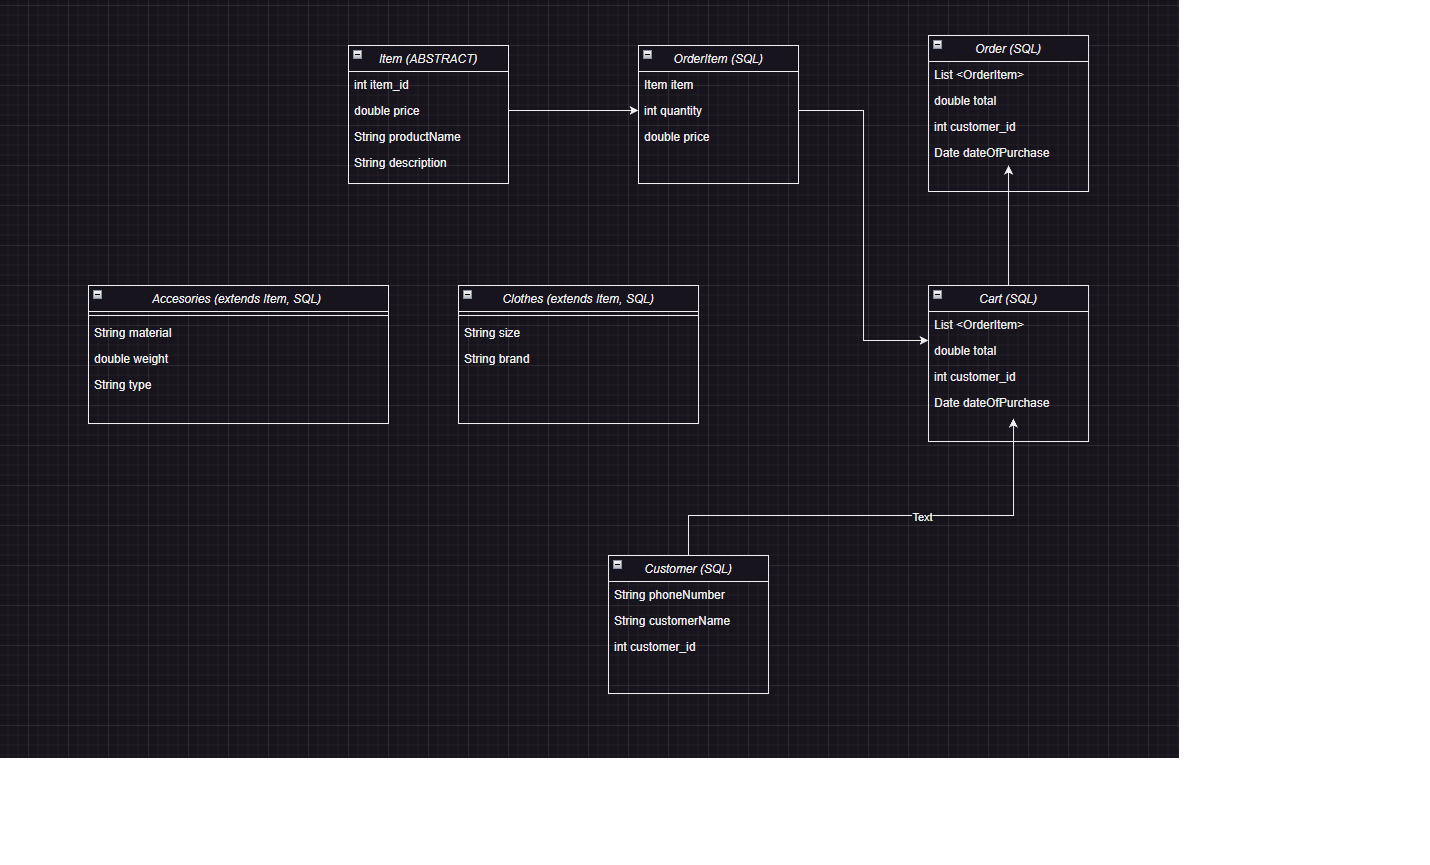 Item (ABSTRACT)
int item_id
double price
String productName
String description
OrderItem (SQL)
Item item
int quantity
double price
Order (SQL)
List <OrderItem>
double total
int customer_id
Date dateOfPurchase
Accesories (extends Item, SQL)
String material
double weight
String type
Clothes (extends Item, SQL)
String size
String brand
Cart (SQL)
List <OrderItem>
double total
int customer_id
Date dateOfPurchase
Text
Customer (SQL)
String phoneNumber
String customerName
int customer_id